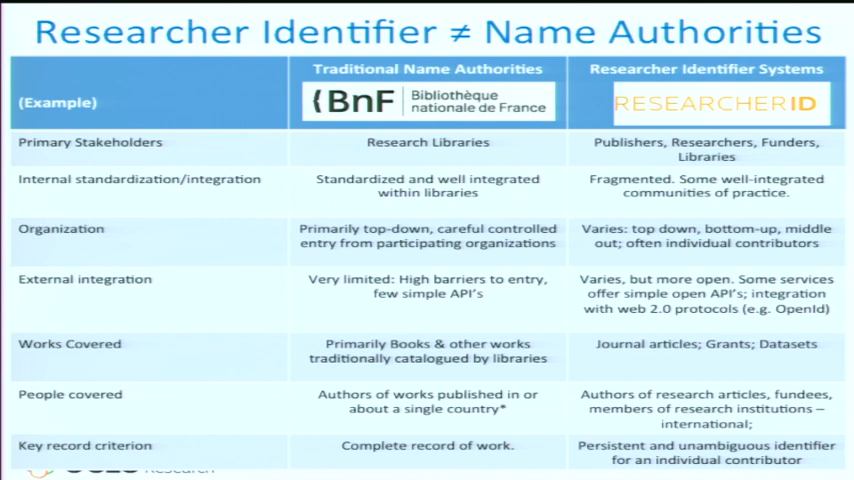 Researcher Identifier ≠ Name Authorities
(Example)
Traditional Name Authorities
(BnF
Bibliothèque
nationale de France
Researcher Identifier Systems
RESEARCHERID
Primary Stakeholders
Research Libraries
Publishers, Researchers, Funders,
Libraries
Internal standardization/integration
Standardized and well integrated
within libraries
Fragmented. Some well-integrated
communities of practice.
Organization
Primarily top-down, careful controlled
entry from participating organizations
Varies: top down, bottom-up, middle
out; often individual contributors
External integration
Very limited: High barriers to entry,
few simple API's
Varies, but more open. Some services
offer simple open API's; integration
with web 2.0 protocols (e.g. OpenId)
Works Covered
Primarily Books & other works
traditionally catalogued by libraries
Journal articles; Grants; Datasets
People covered
Authors of works published in or
about a single country*
Authors of research articles, fundees,
members of research institutions –
international;
Key record criterion
Complete record of work.
Persistent and unambiguous identifier
for an individual contributor
Research